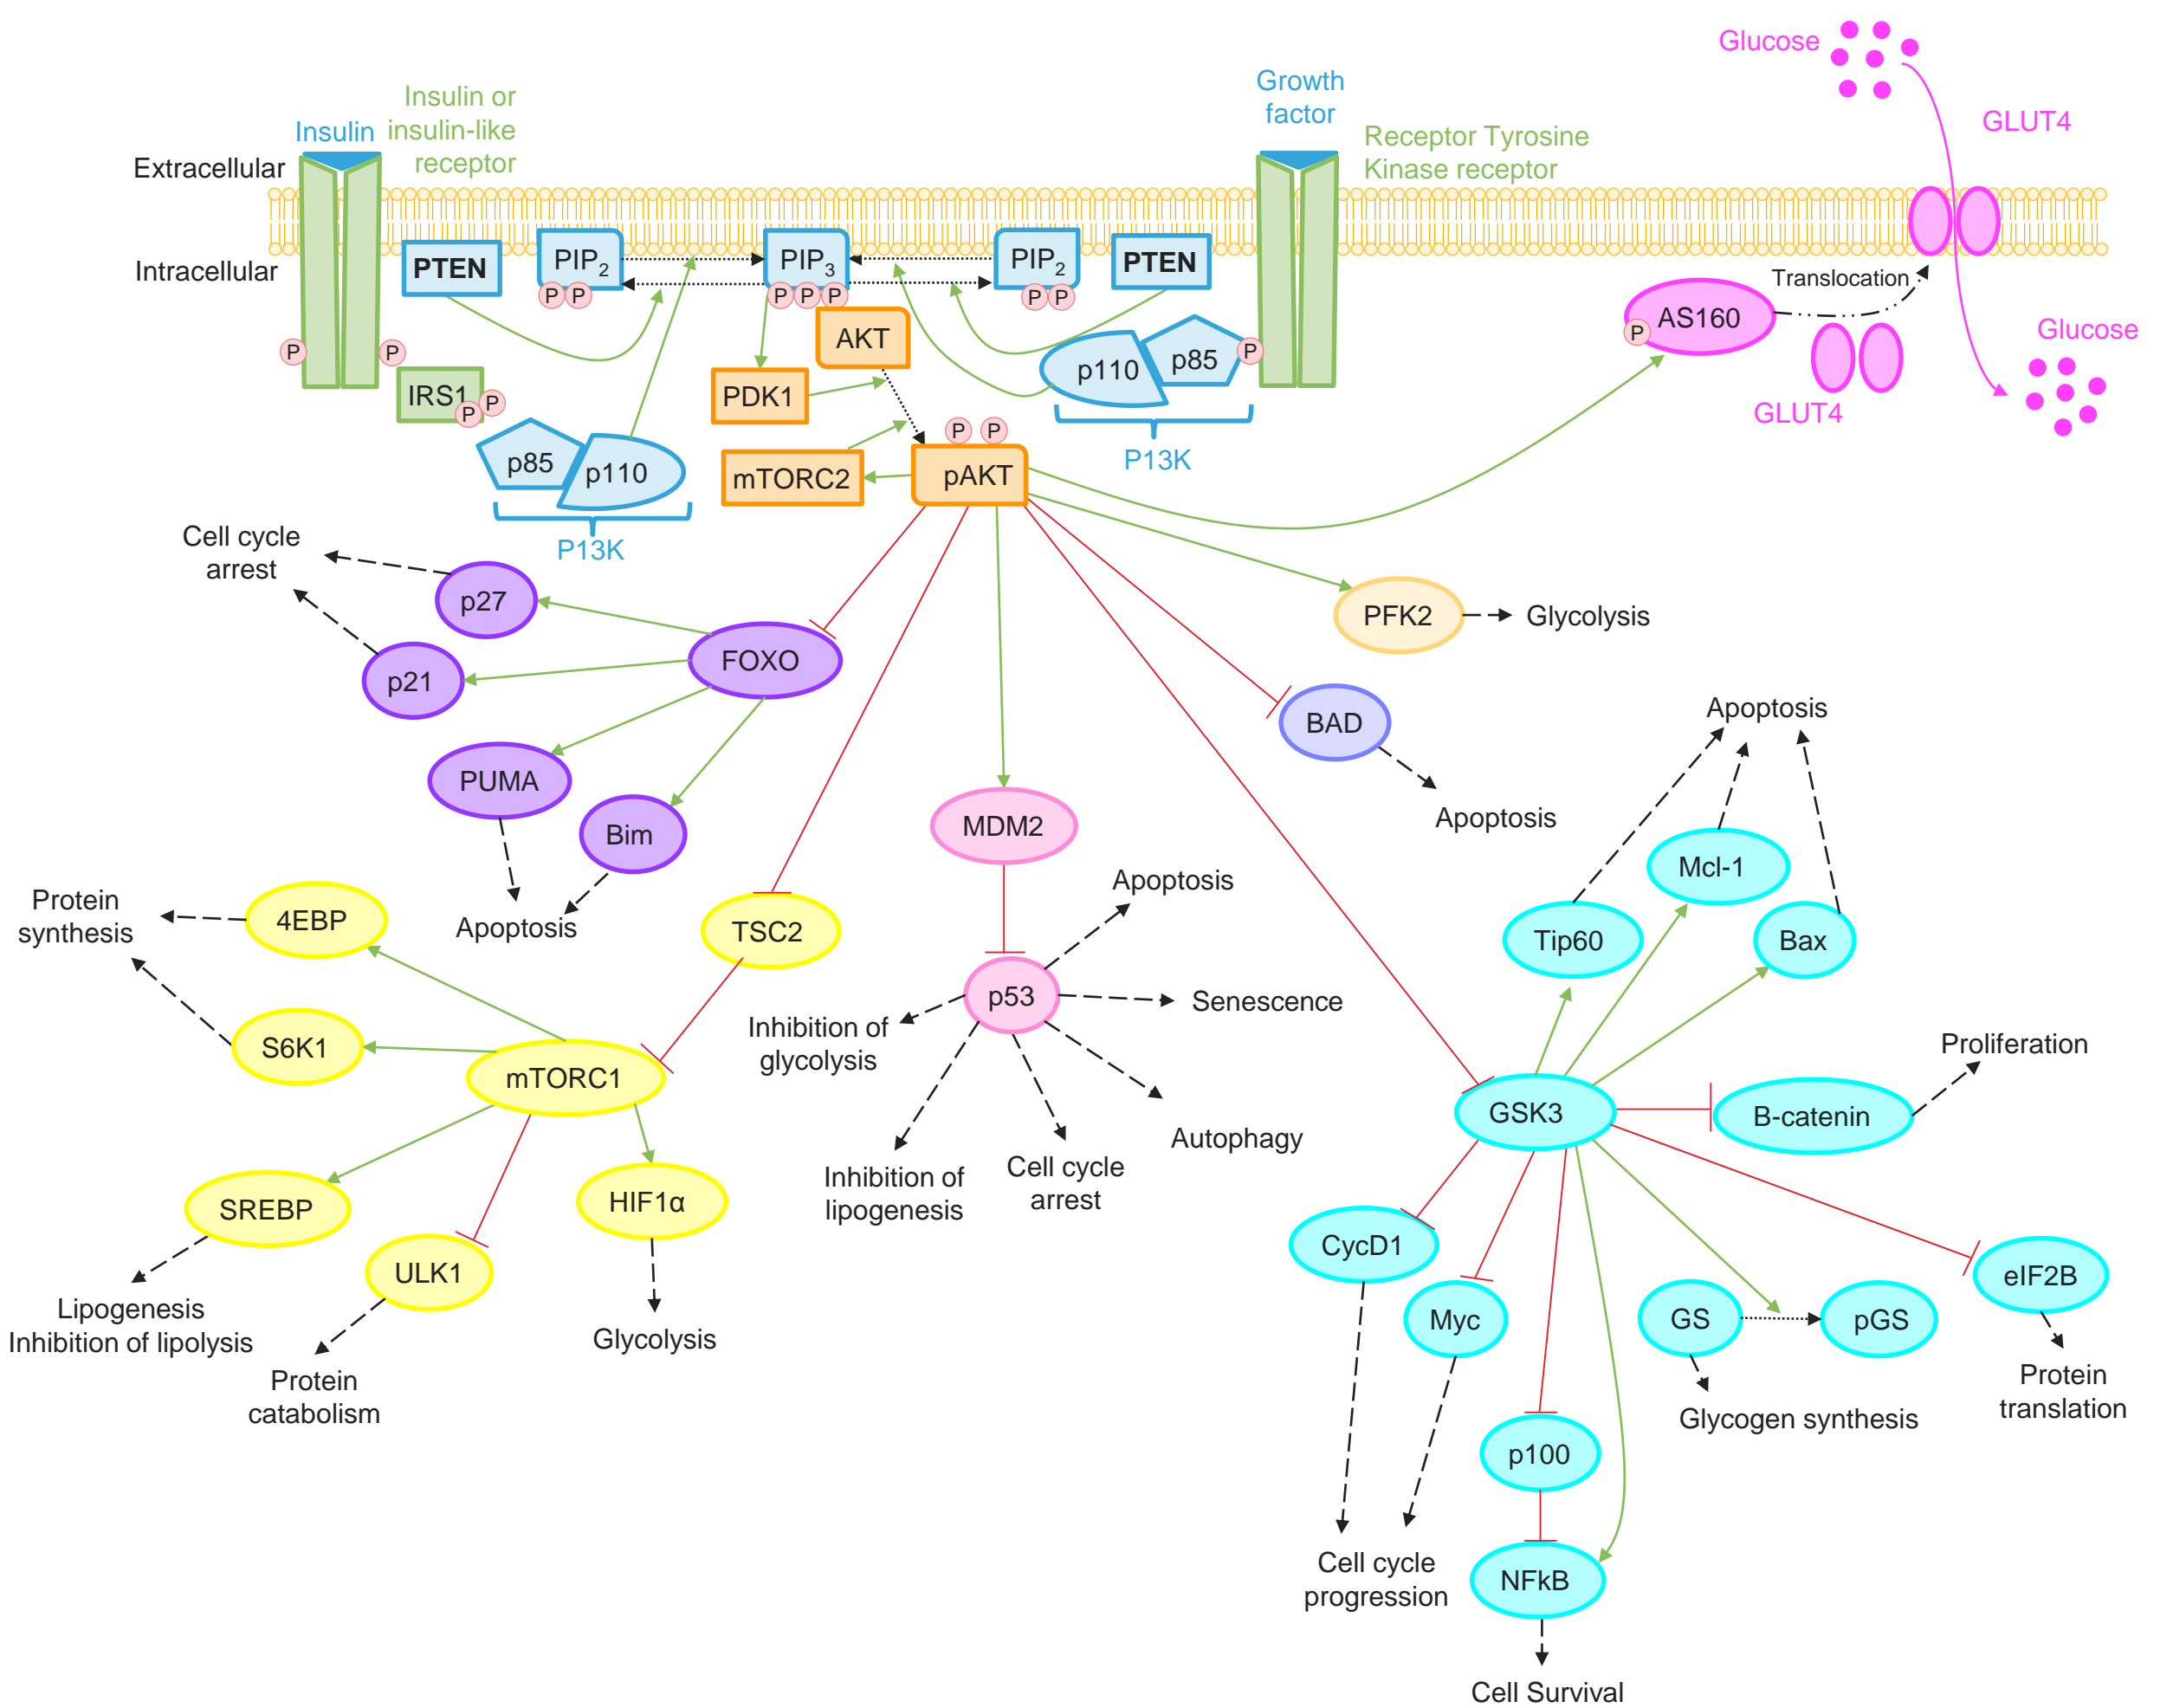 Glucose
Insulin or
insulin-like
receptor
Insulin
Growth
factor
Receptor Tyrosine
Kinase receptor
GLUT4
Extracellular
Intracellular
PTEN
PIP2
P P
PIP3
P P P
PIP2
P P
PTEN
Translocation
AS160
P
Glucose
GLUT4
AKT
P
P
IRS1
P P
PDK1
p110
p85
P
P13K
p85
p110
P13K
mTORC2
P P
pAKT
Cell cycle
arrest
p27
p21
FOXO
PUMA
Bim
Apoptosis
PFK2
Glycolysis
BAD
Apoptosis
Apoptosis
MDM2
Mcl-1
Tip60
Bax
Protein
synthesis
4EBP
S6K1
TSC2
mTORC1
Apoptosis
p53
Senescence
Inhibition of
glycolysis
Autophagy
Inhibition of
lipogenesis
Cell cycle
arrest
SREBP
HIF1α
ULK1
Lipogenesis
Inhibition of lipolysis
Glycolysis
Protein
catabolism
Proliferation
GSK3
B-catenin
CycD1
Myc
GS
pGS
eIF2B
Protein
translation
Glycogen synthesis
p100
Cell cycle
progression
NFkB
Cell Survival